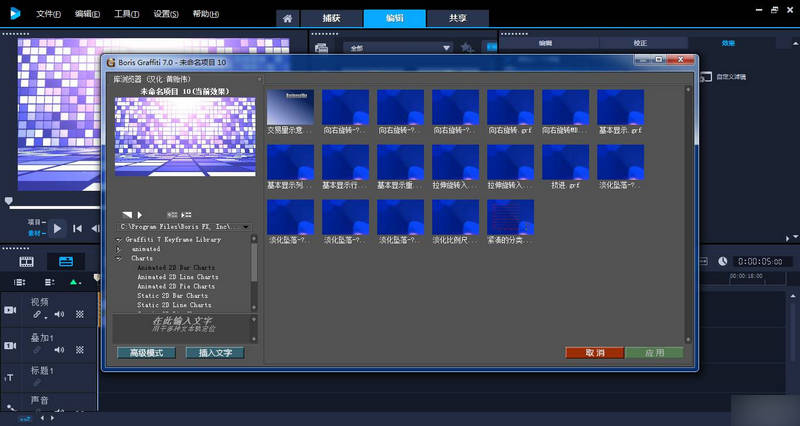 文件(F) 编辑(E) 工具(T) 设置(S) 帮助(H)
捕获 编辑 共享
全部
编辑 校正 效果
自定义滤镜
Boris Graffiti 7.0 - 未命名项目 10
库浏览器 (汉化:黄勉伟)
未命名项目 10(当前效果)
交易量示意... 向右旋转-?... 向右旋转-?... 向右旋转-?... 向右旋转.grf 向右旋转WB... 基本显示.grf
基本显示列... 基本显示行... 基本显示重... 拉伸旋转入... 拉伸旋转入... 挤进.grf 淡化坠落-?...
淡化坠落-?... 淡化坠落-?... 淡化坠落-?... 淡化比例尺... 紧凑的分类...
C:\Program Files\Boris FX, Inc\...
Graffiti 7 Keyframe Library
animated
Charts
Animated 2D Bar Charts
Animated 2D Line Charts
Animated 2D Pie Charts
Static 2D Bar Charts
Static 2D Line Charts
在此输入文字
用于多种文本轨定位
高级模式 插入文字
取消 应用
项目
素材
0:00:05:00
00:00:18:00
视频
叠加1
标题1
声音